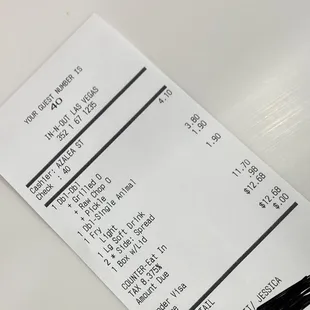 YOUR GUEST NUMBER IS
40
IN-N-OUT LAS VEGAS
352 1 67 1235
Cashier: AZALEA ST
Check : 40
1 Dbl-Dbl 4.10
+ Grilled O
+ Raw Chop O
+ Pickle
1 Dbl-Single Animal 3.80
1 Fry 1.90
1 Light
1 Lg Soft Drink 1.90
2 * Side: Spread
1 Box w/Lid
COUNTER-Eat In 11.70
TAX 8.375% .98
Amount Due $12.68
Visa $12.68
$.00
JESSICA